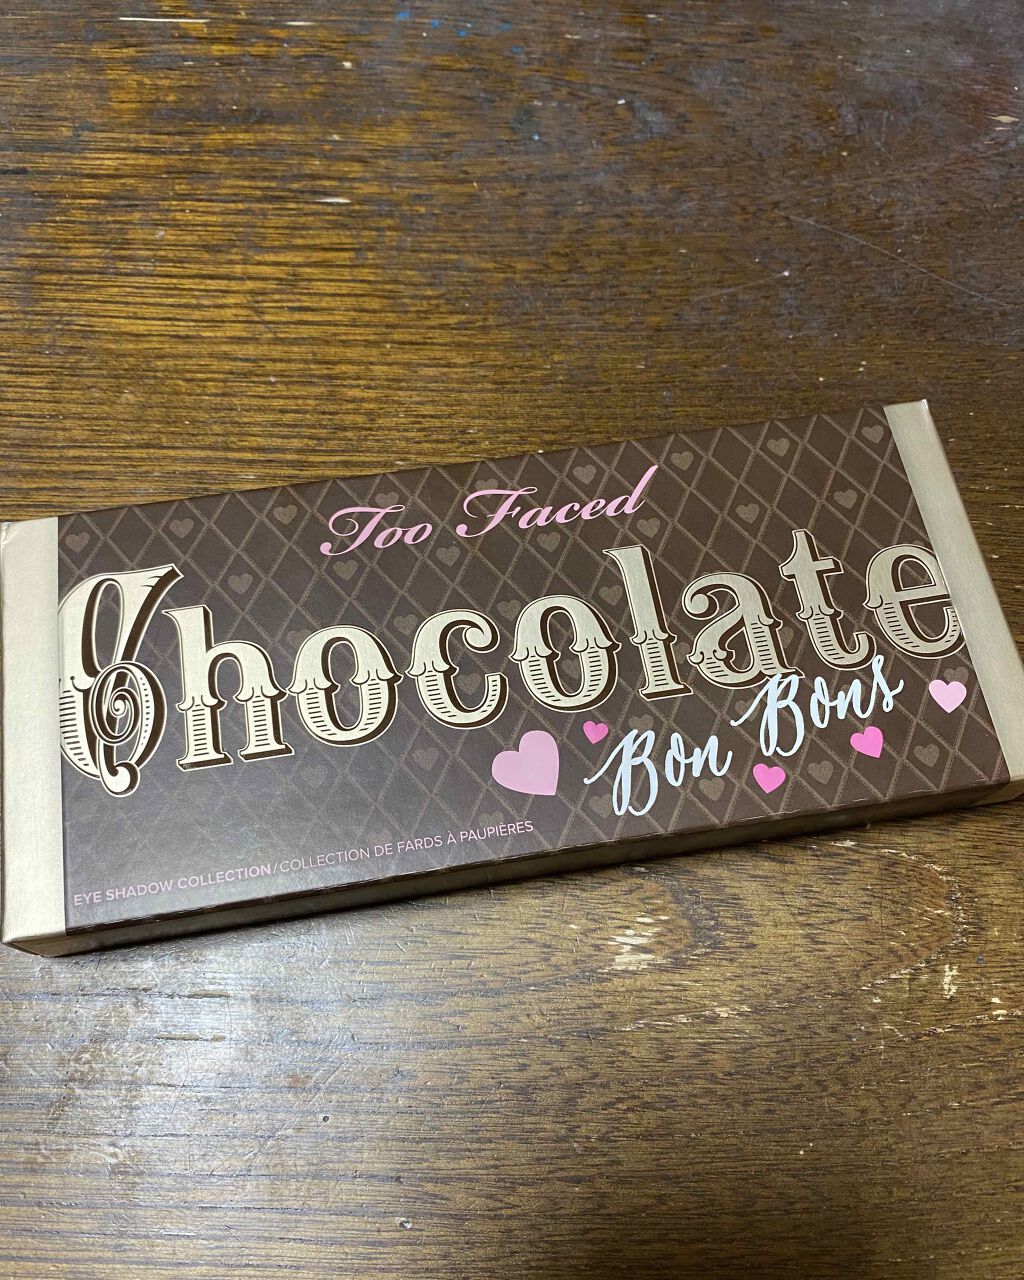 Too Faced
Chocolate
Bon Bons
EYE SHADOW COLLECTION/COLLECTION DE FARDS À PAUPIÈRES